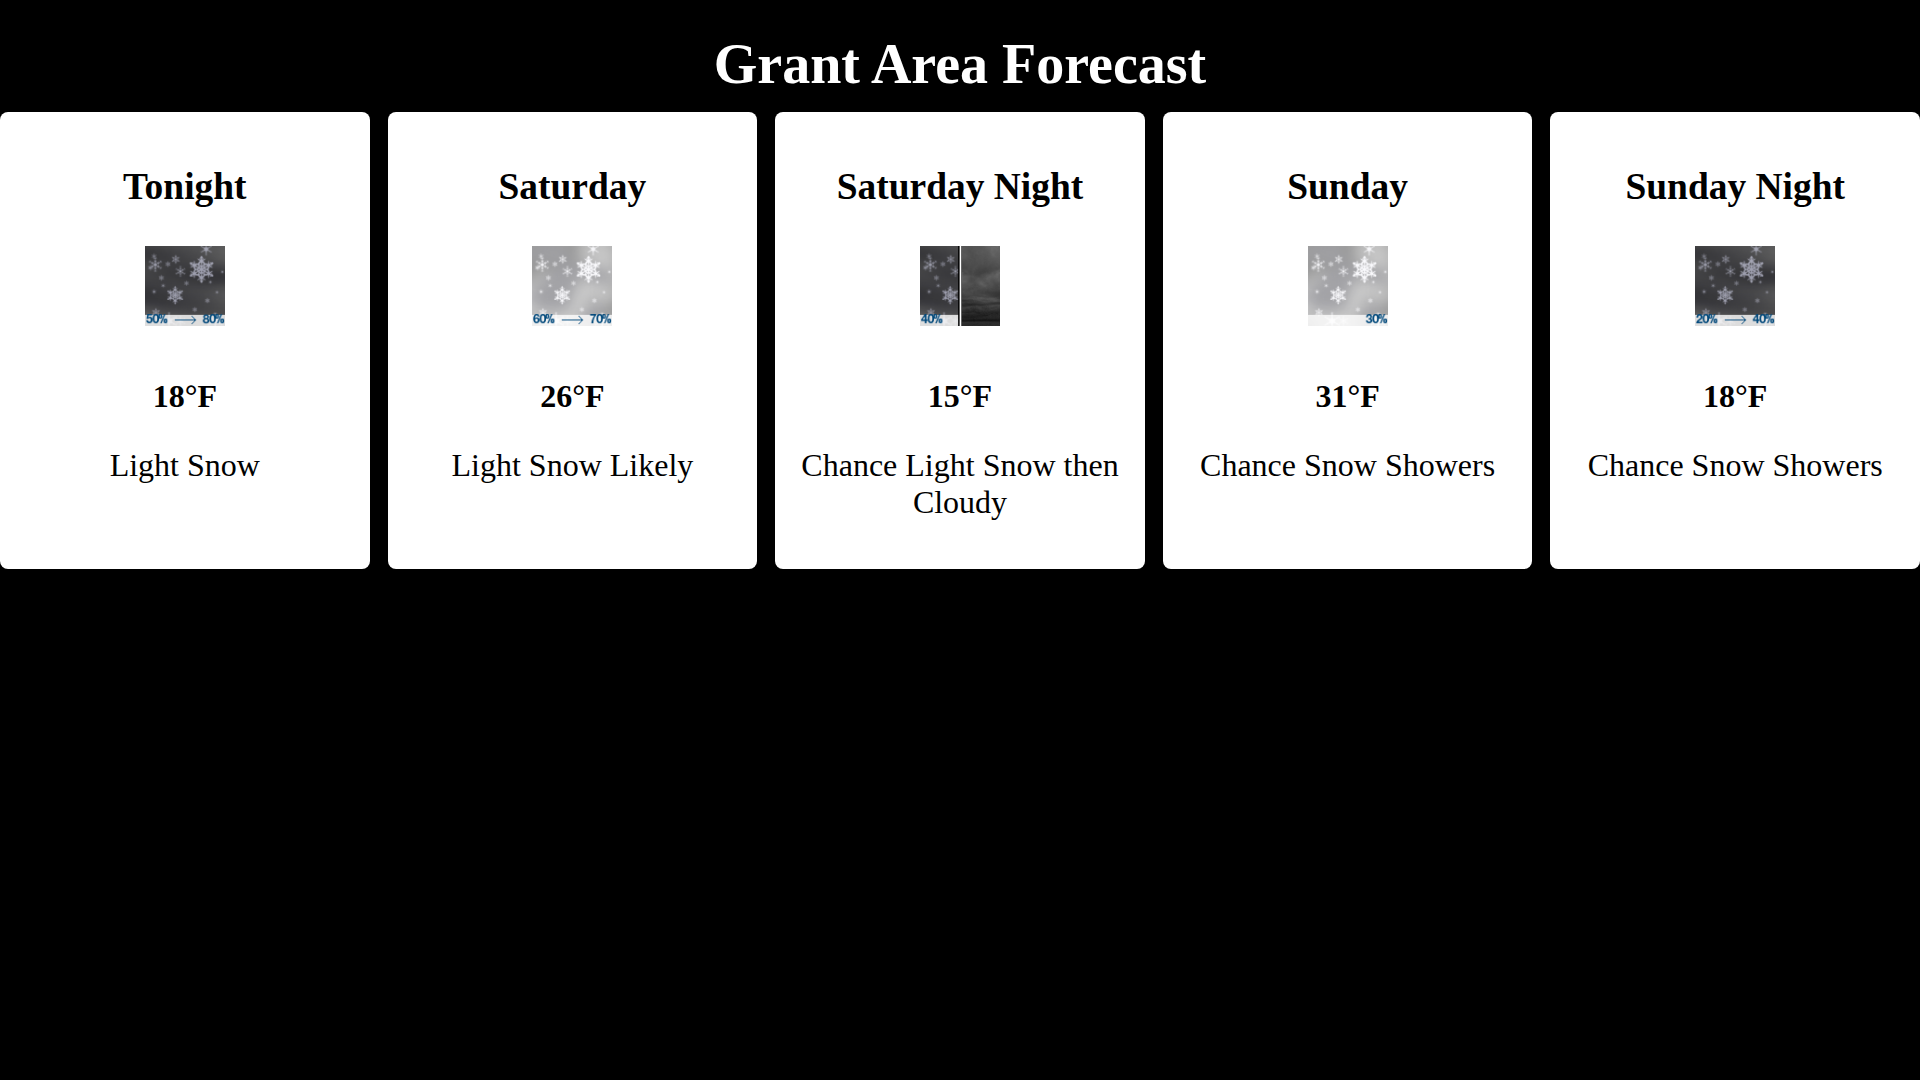 Grant Area Forecast
Tonight
50% → 80%
18°F
Light Snow
Saturday
60% → 70%
26°F
Light Snow Likely
Saturday Night
40%
15°F
Chance Light Snow then
Cloudy
Sunday
30%
31°F
Chance Snow Showers
Sunday Night
20% → 40%
18°F
Chance Snow Showers